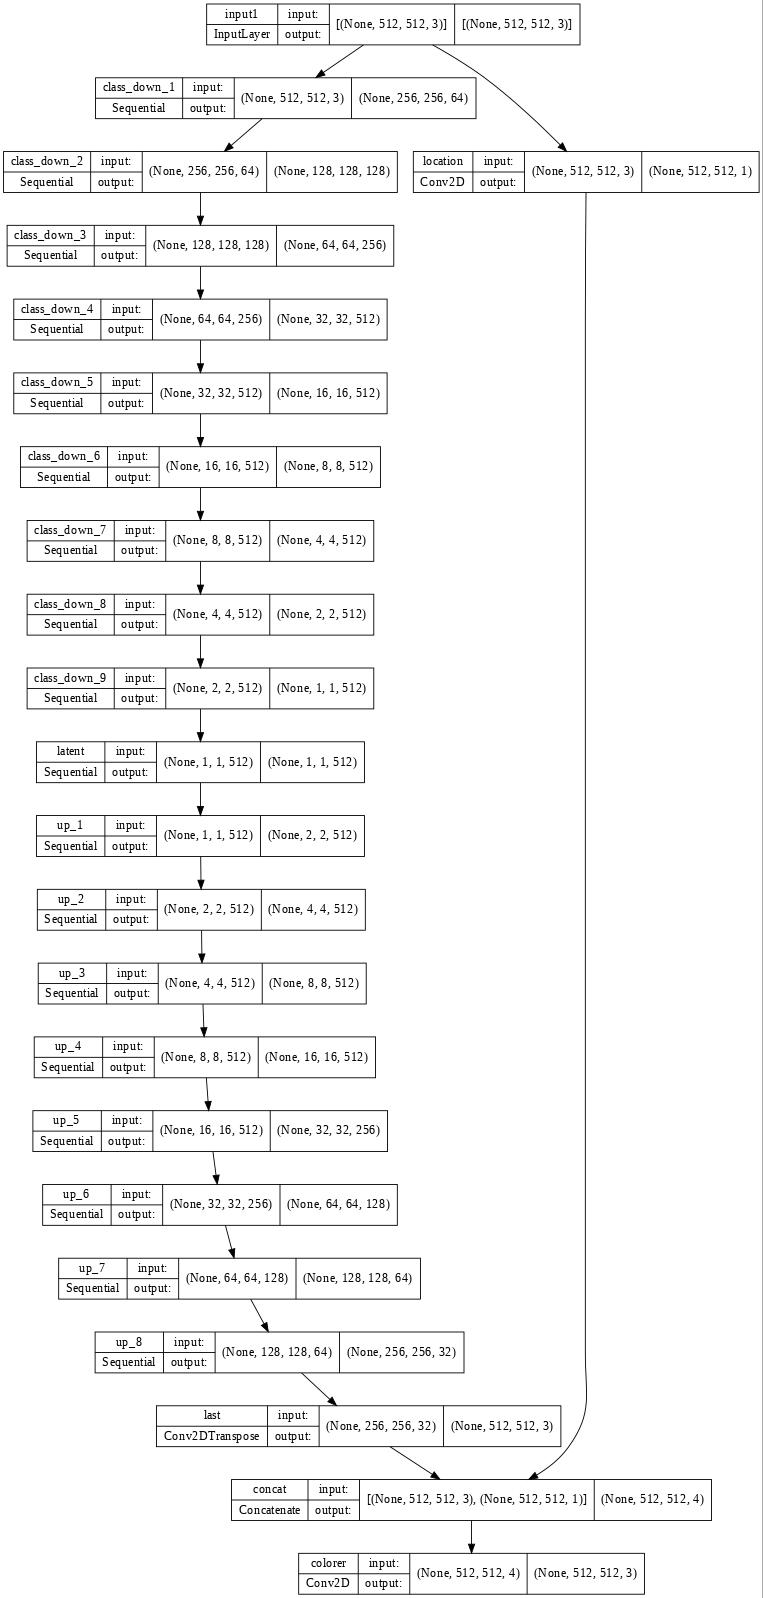 input1 input: [(None, 512, 512, 3)] [(None, 512, 512, 3)]
InputLayer output:
class_down_1 input: (None, 512, 512, 3) (None, 256, 256, 64)
Sequential output:
class_down_2 input: (None, 256, 256, 64) (None, 128, 128, 128)
Sequential output:
location input: (None, 512, 512, 3) (None, 512, 512, 1)
Conv2D output:
class_down_3 input: (None, 128, 128, 128) (None, 64, 64, 256)
Sequential output:
class_down_4 input: (None, 64, 64, 256) (None, 32, 32, 512)
Sequential output:
class_down_5 input: (None, 32, 32, 512) (None, 16, 16, 512)
Sequential output:
class_down_6 input: (None, 16, 16, 512) (None, 8, 8, 512)
Sequential output:
class_down_7 input: (None, 8, 8, 512) (None, 4, 4, 512)
Sequential output:
class_down_8 input: (None, 4, 4, 512) (None, 2, 2, 512)
Sequential output:
class_down_9 input: (None, 2, 2, 512) (None, 1, 1, 512)
Sequential output:
latent input: (None, 1, 1, 512) (None, 1, 1, 512)
Sequential output:
up_1 input: (None, 1, 1, 512) (None, 2, 2, 512)
Sequential output:
up_2 input: (None, 2, 2, 512) (None, 4, 4, 512)
Sequential output:
up_3 input: (None, 4, 4, 512) (None, 8, 8, 512)
Sequential output:
up_4 input: (None, 8, 8, 512) (None, 16, 16, 512)
Sequential output:
up_5 input: (None, 16, 16, 512) (None, 32, 32, 256)
Sequential output:
up_6 input: (None, 32, 32, 256) (None, 64, 64, 128)
Sequential output:
up_7 input: (None, 64, 64, 128) (None, 128, 128, 64)
Sequential output:
up_8 input: (None, 128, 128, 64) (None, 256, 256, 32)
Sequential output:
last input: (None, 256, 256, 32) (None, 512, 512, 3)
Conv2DTranspose output:
concat input: [(None, 512, 512, 3), (None, 512, 512, 1)] (None, 512, 512, 4)
Concatenate output:
colorer input: (None, 512, 512, 4) (None, 512, 512, 3)
Conv2D output: